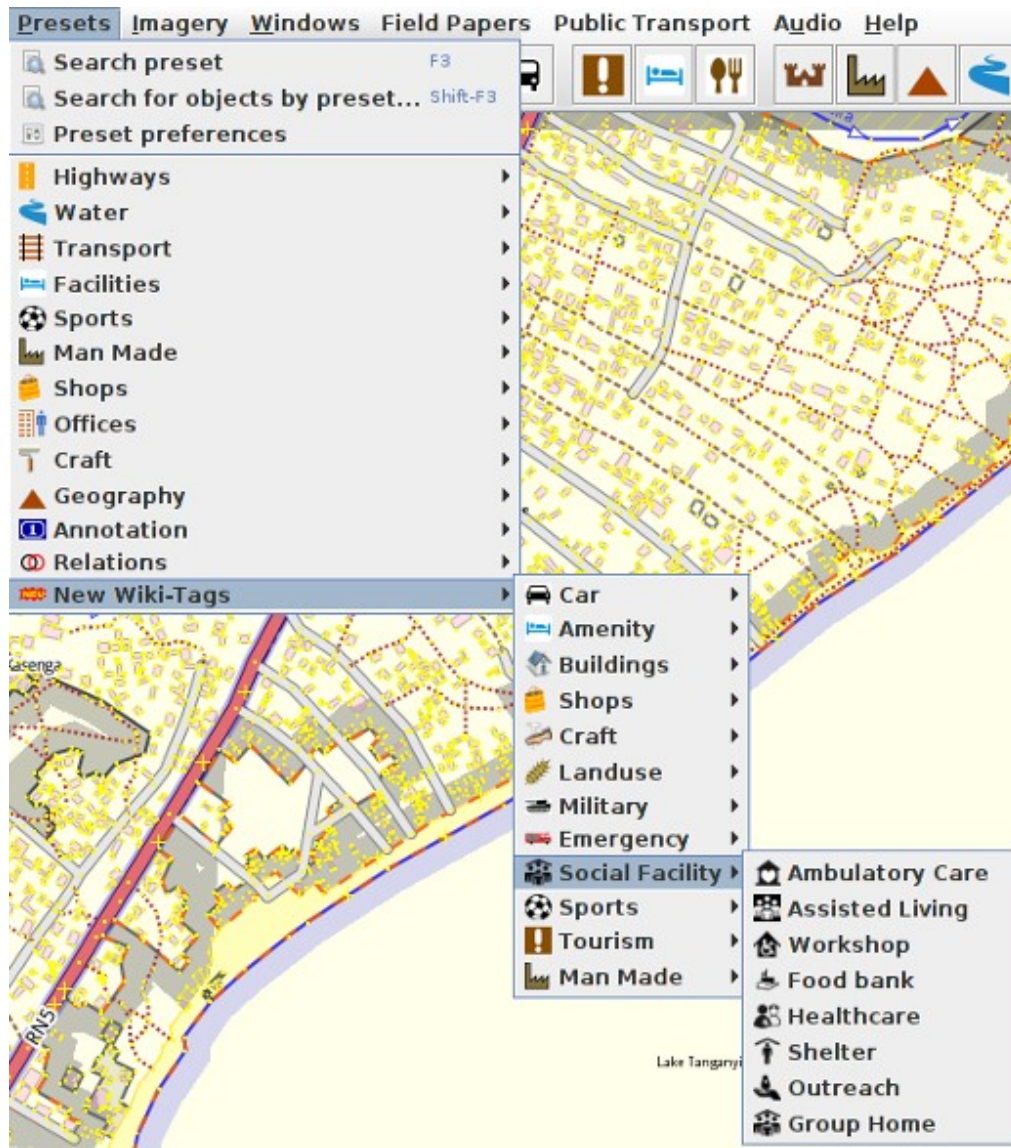 Presets Imagery Windows Field Papers Public Transport Audio Help
Search preset F3
Search for objects by preset... Shift-F3
Preset preferences
Highways
Water
Transport
Facilities
Sports
Man Made
Shops
Offices
Craft
Geography
Annotation
Relations
New Wiki-Tags
Car
Amenity
Buildings
Shops
Craft
Landuse
Military
Emergency
Social Facility
Sports
Tourism
Man Made
Ambulatory Care
Assisted Living
Workshop
Food bank
Healthcare
Shelter
Outreach
Group Home
RN5
Lake Tanganyi